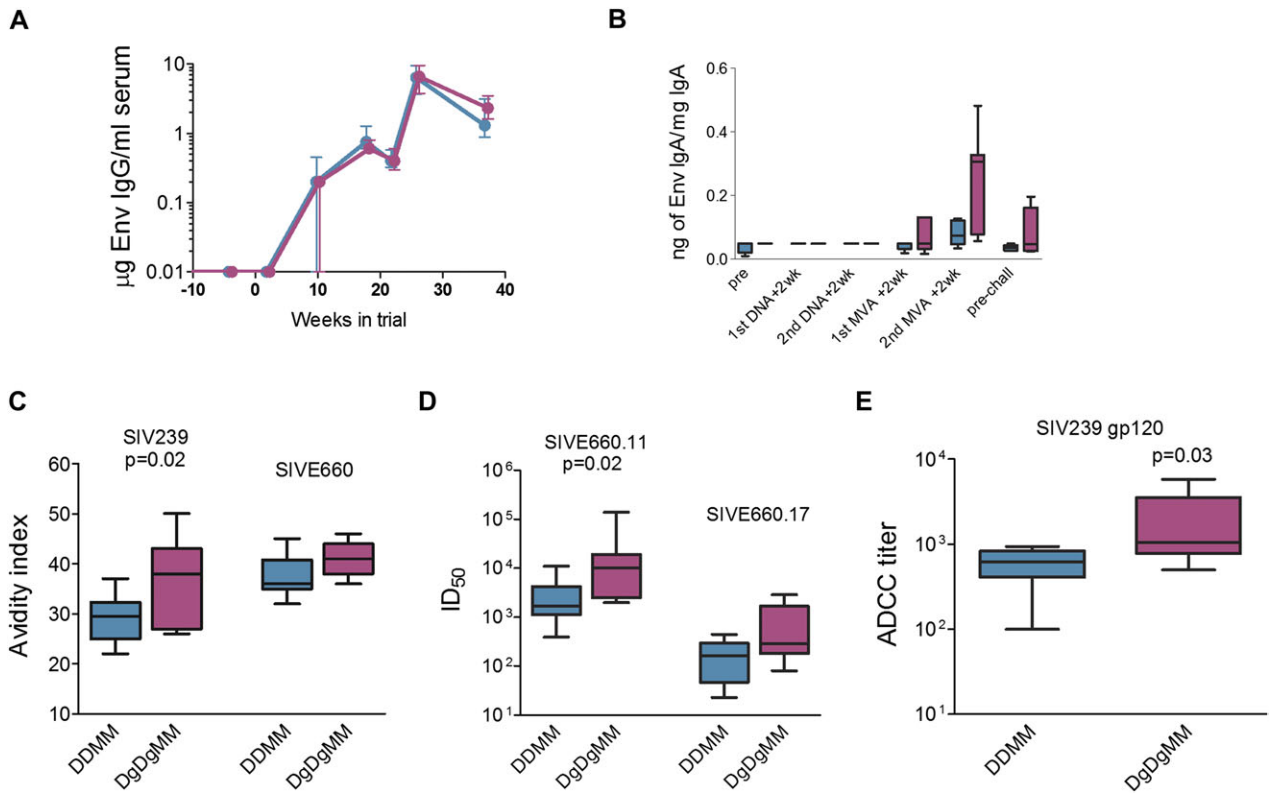 A
μg Env IgG/ml serum
10
1
0.1
0.01
-10
0
10
20
30
40
Weeks in trial
B
ng of Env IgA/mg IgA
0.6
0.4
0.2
0.0
pre
1st DNA+2wk
2nd DNA+2wk
1st MVA +2wk
2nd MVA +2wk
pre-chall
C
SIV239
p=0.02
SIVE660
Avidity index
60
50
40
30
20
10
DDMM
DgDgMM
DDMM
DgDgMM
D
SIVE660.11
p=0.02
SIVE660.17
ID50
10^6
10^5
10^4
10^3
10^2
10^1
DDMM
DgDgMM
DDMM
DgDgMM
E
SIV239 gp120
p=0.03
ADCC titer
10^4
10^3
10^2
10^1
DDMM
DgDgMM